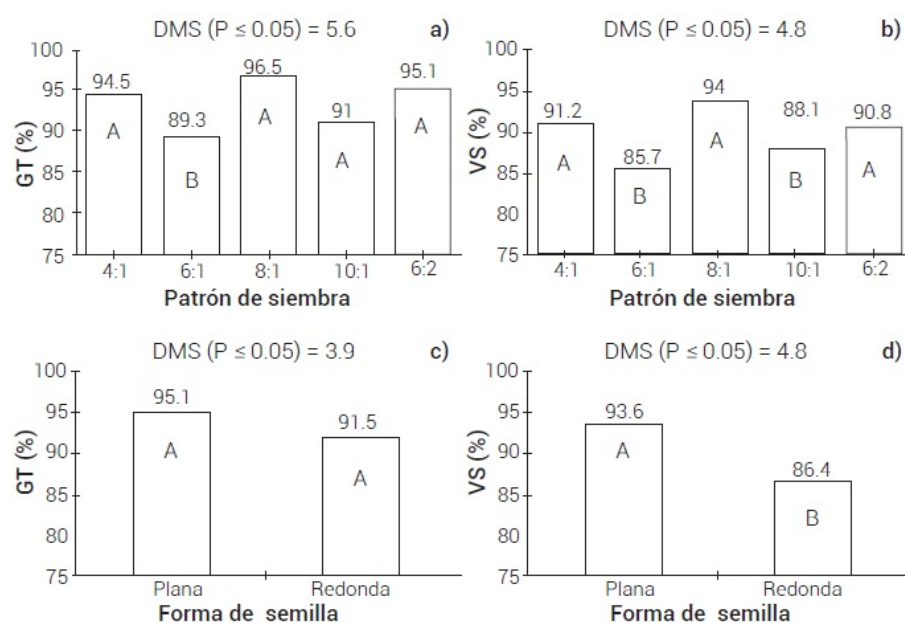 DMS (P ≤ 0.05) = 5.6 a)
GT (%)
100
95
90
85
80
75
94.5
89.3
96.5
91
95.1
A
B
A
A
A
4:1 6:1 8:1 10:1 6:2
Patrón de siembra
DMS (P ≤ 0.05) = 4.8 b)
VS (%)
100
95
90
85
80
75
91.2
85.7
94
88.1
90.8
A
B
A
B
A
4:1 6:1 8:1 10:1 6:2
Patrón de siembra
DMS (P ≤ 0.05) = 3.9 c)
GT (%)
100
95
90
85
80
75
95.1
91.5
A
A
Plana Redonda
Forma de semilla
DMS (P ≤ 0.05) = 4.8 d)
VS (%)
100
95
90
85
80
75
93.6
86.4
A
B
Plana Redonda
Forma de semilla